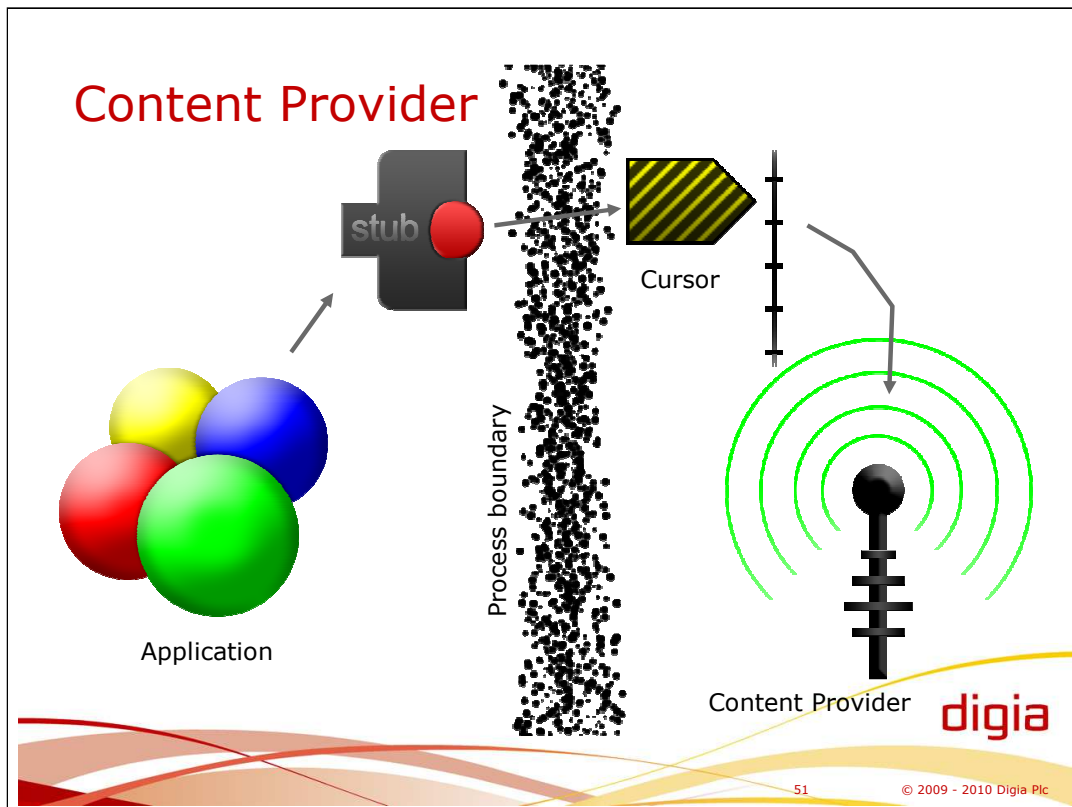 Content Provider
stub
Cursor
Process boundary
Application
Content Provider
digia
51
© 2009 - 2010 Digia Plc